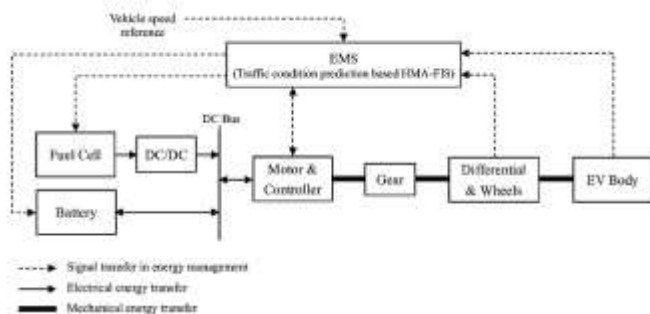 Vehicle speed
reference
EMS
(Traffic condition prediction based HMA-FIS)
DC Bus
Fuel Cell
DC/DC
Motor &
Controller
Gear
Differential
& Wheels
EV Body
Battery
Signal transfer in energy management
Electrical energy transfer
Mechanical energy transfer